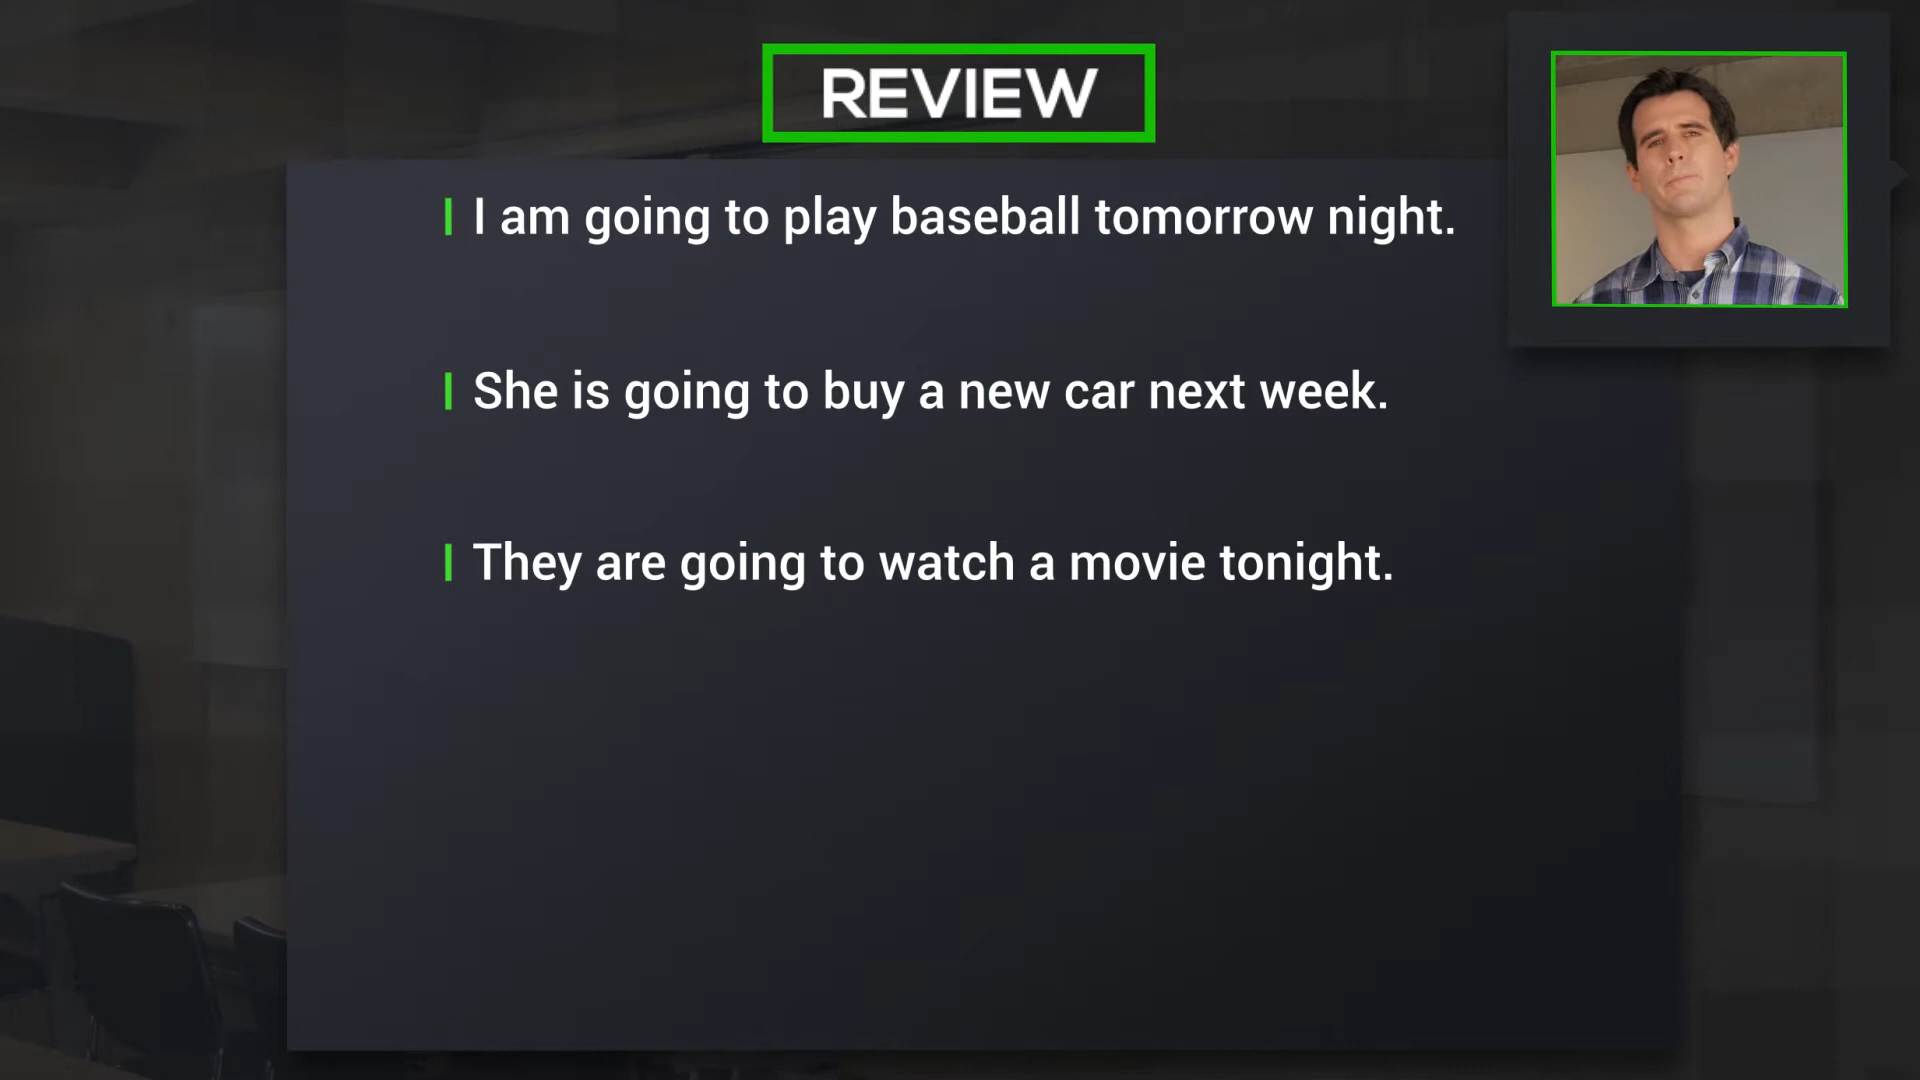 REVIEW
I am going to play baseball tomorrow night.
She is going to buy a new car next week.
They are going to watch a movie tonight.